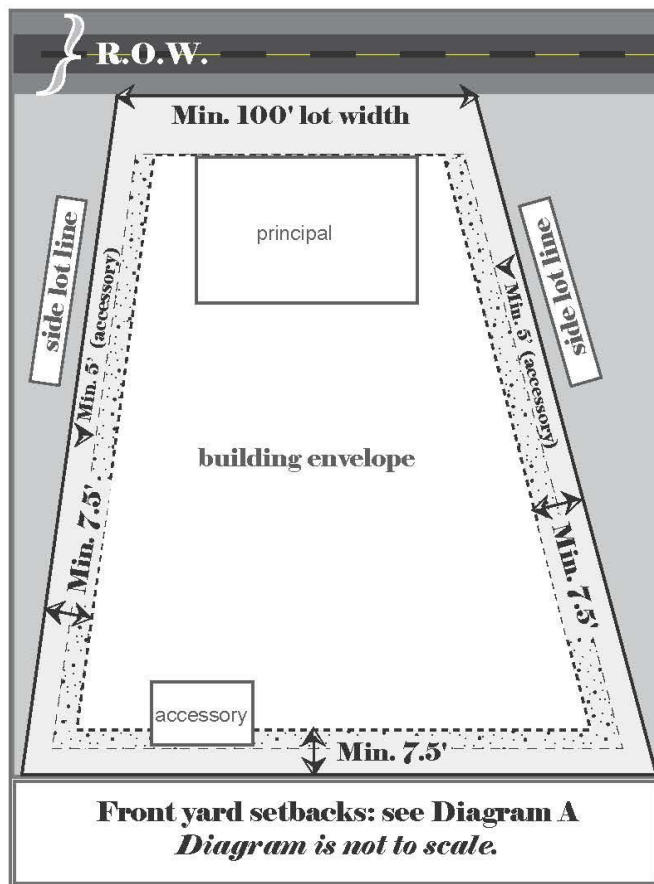 R.O.W.
Min. 100' lot width
principal
side lot line
side lot line
Min. 5' (accessory)
Min. 5' (accessory)
building envelope
Min. 7.5'
Min. 7.5'
accessory
Min. 7.5'
Front yard setbacks: see Diagram A
Diagram is not to scale.